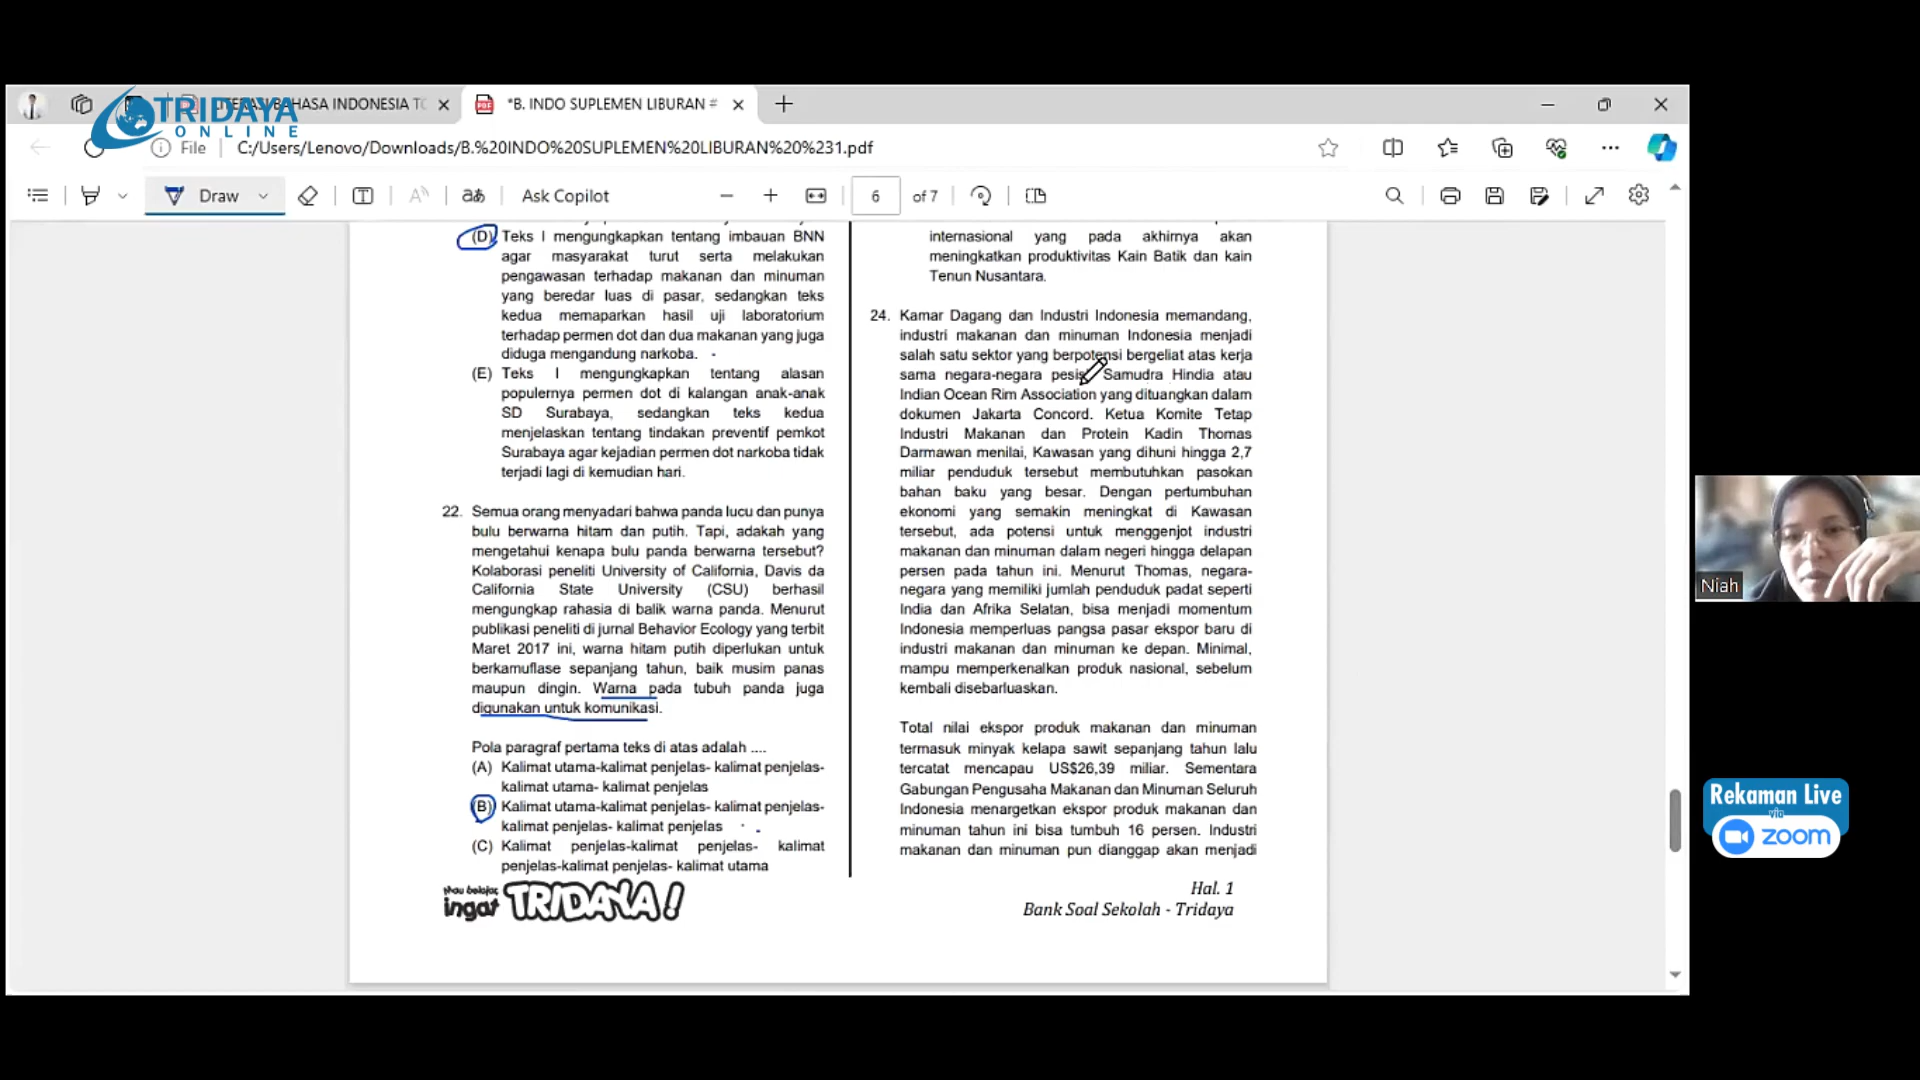 TRIDAYA
ONLINE
LITERASI BAHASA INDONESIA TO
*B. INDO SUPLEMEN LIBURAN #
File
C:/Users/Lenovo/Downloads/B.%20INDO%20SUPLEMEN%20LIBURAN%20%231.pdf
Draw
Ask Copilot
6
of 7
(D) Teks I mengungkapkan tentang imbauan BNN
agar masyarakat turut serta melakukan
pengawasan terhadap makanan dan minuman
yang beredar luas di pasar, sedangkan teks
kedua memaparkan hasil uji laboratorium
terhadap permen dot dan dua makanan yang juga
diduga mengandung narkoba.
(E) Teks I mengungkapkan tentang alasan
populernya permen dot di kalangan anak-anak
SD Surabaya, sedangkan teks kedua
menjelaskan tentang tindakan preventif pemkot
Surabaya agar kejadian permen dot narkoba tidak
terjadi lagi di kemudian hari.
22. Semua orang menyadari bahwa panda lucu dan punya
bulu berwarna hitam dan putih. Tapi, adakah yang
mengetahui kenapa bulu panda berwarna tersebut?
Kolaborasi peneliti University of California, Davis da
California State University (CSU) berhasil
mengungkap rahasia di balik warna panda. Menurut
publikasi peneliti di jurnal Behavior Ecology yang terbit
Maret 2017 ini, warna hitam putih diperlukan untuk
berkamuflase sepanjang tahun, baik musim panas
maupun dingin. Warna pada tubuh panda juga
digunakan untuk komunikasi.
Pola paragraf pertama teks di atas adalah ....
(A) Kalimat utama-kalimat penjelas- kalimat penjelas-
kalimat utama- kalimat penjelas
(B) Kalimat utama-kalimat penjelas- kalimat penjelas-
kalimat penjelas- kalimat penjelas
(C) Kalimat penjelas-kalimat penjelas- kalimat
penjelas-kalimat penjelas- kalimat utama
internasional yang pada akhirnya akan
meningkatkan produktivitas Kain Batik dan kain
Tenun Nusantara.
24. Kamar Dagang dan Industri Indonesia memandang,
industri makanan dan minuman Indonesia menjadi
salah satu sektor yang berpotensi bergeliat atas kerja
sama negara-negara Samudra Hindia atau
Indian Ocean Rim Association yang dituangkan dalam
dokumen Jakarta Concord. Ketua Komite Tetap
Industri Makanan dan Protein Kadin Thomas
Darmawan menilai, Kawasan yang dihuni hingga 2,7
miliar penduduk tersebut membutuhkan pasokan
bahan baku yang besar. Dengan pertumbuhan
ekonomi yang semakin meningkat di Kawasan
tersebut, ada potensi untuk menggenjot industri
makanan dan minuman dalam negeri hingga delapan
persen pada tahun ini. Menurut Thomas, negara-
negara yang memiliki jumlah penduduk padat seperti
India dan Afrika Selatan, bisa menjadi momentum
Indonesia memperluas pangsa pasar ekspor baru di
industri makanan dan minuman ke depan. Minimal,
mampu memperkenalkan produk nasional, sebelum
kembali disebarluaskan.
Total nilai ekspor produk makanan dan minuman
termasuk minyak kelapa sawit sepanjang tahun lalu
tercatat mencapau US$26,39 miliar. Sementara
Gabungan Pengusaha Makanan dan Minuman Seluruh
Indonesia menargetkan ekspor produk makanan dan
minuman tahun ini bisa tumbuh 16 persen. Industri
makanan dan minuman pun dianggap akan menjadi
mau belajar,
ingat TRIDAYA!
Hal. 1
Bank Soal Sekolah - Tridaya
Niah
Rekaman Live
via
zoom